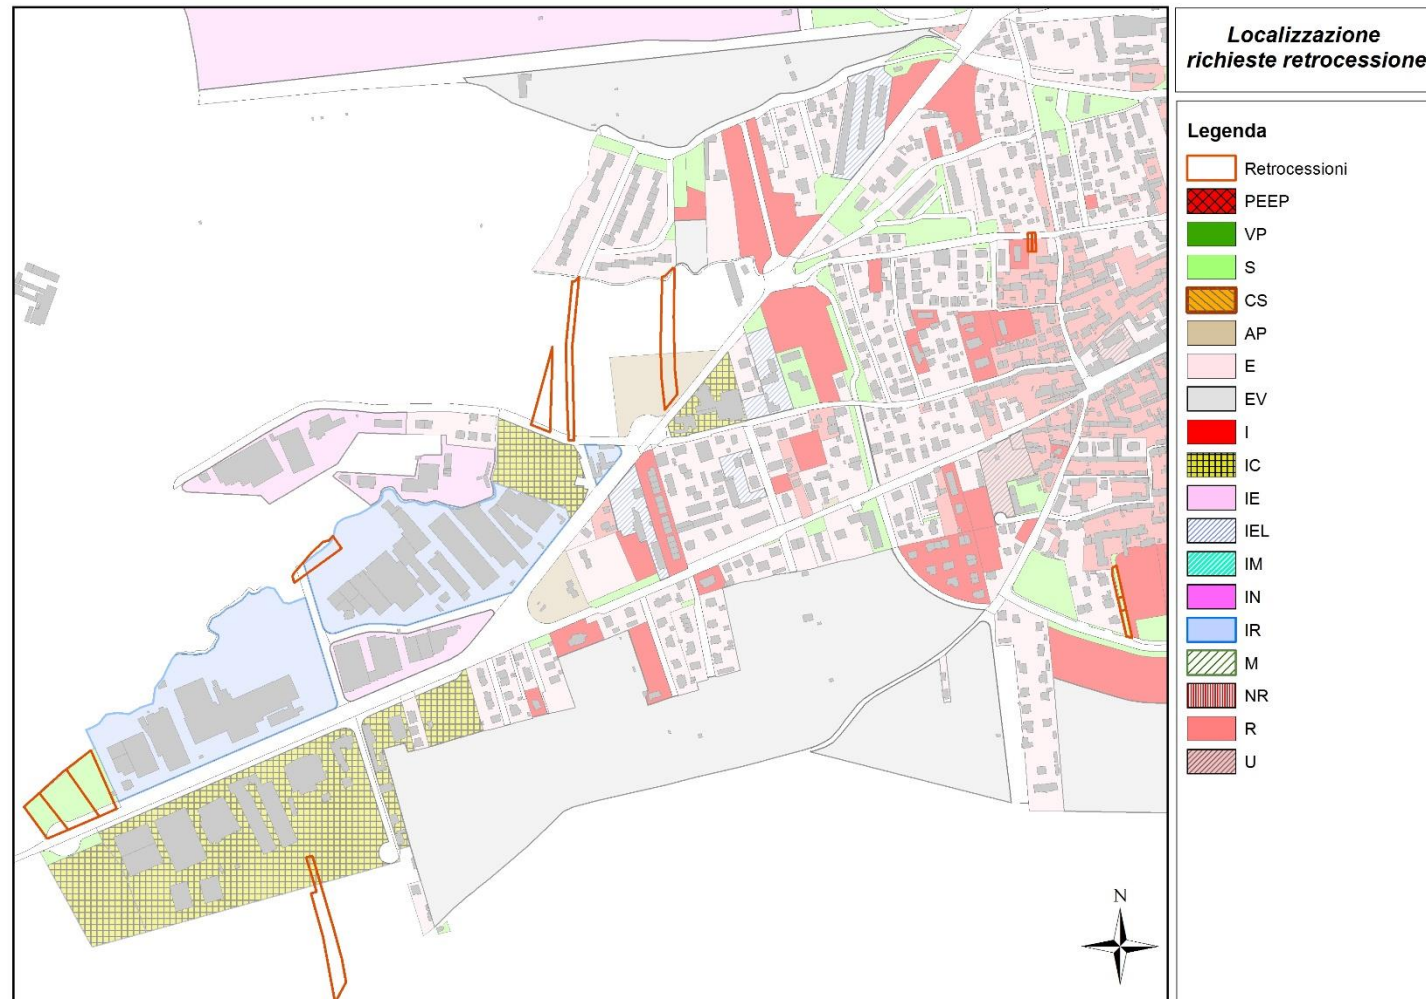 Localizzazione
richieste retrocessione
Legenda
Retrocessioni
PEEP
VP
S
CS
AP
E
EV
I
IC
IE
IEL
IM
IN
IR
M
NR
R
U
N